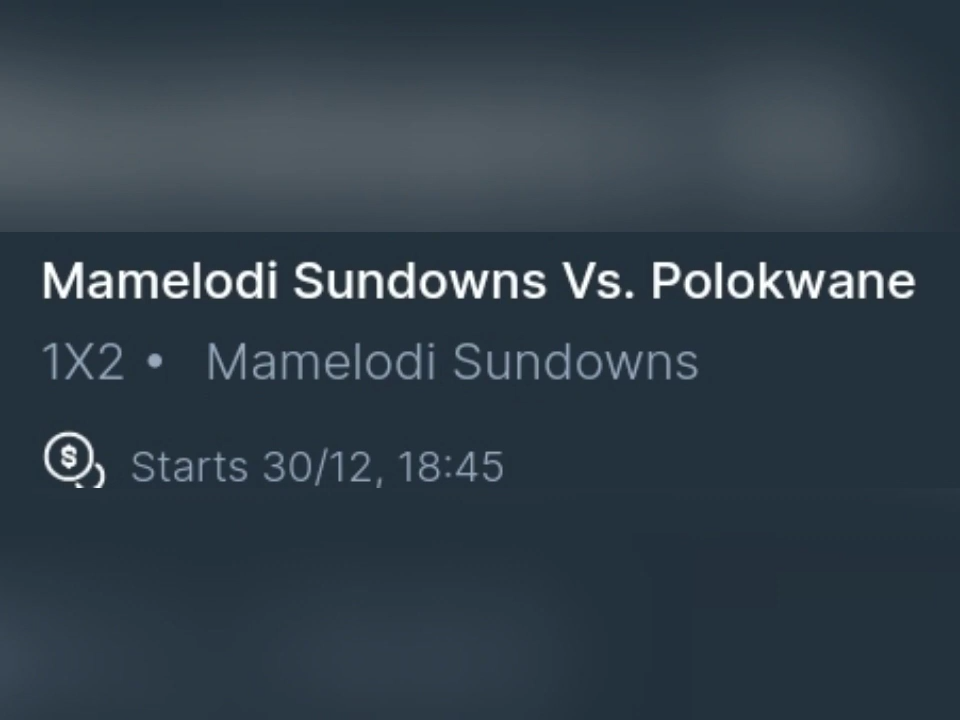 Mamelodi Sundowns Vs. Polokwane
1X2 • Mamelodi Sundowns
Starts 30/12, 18:45